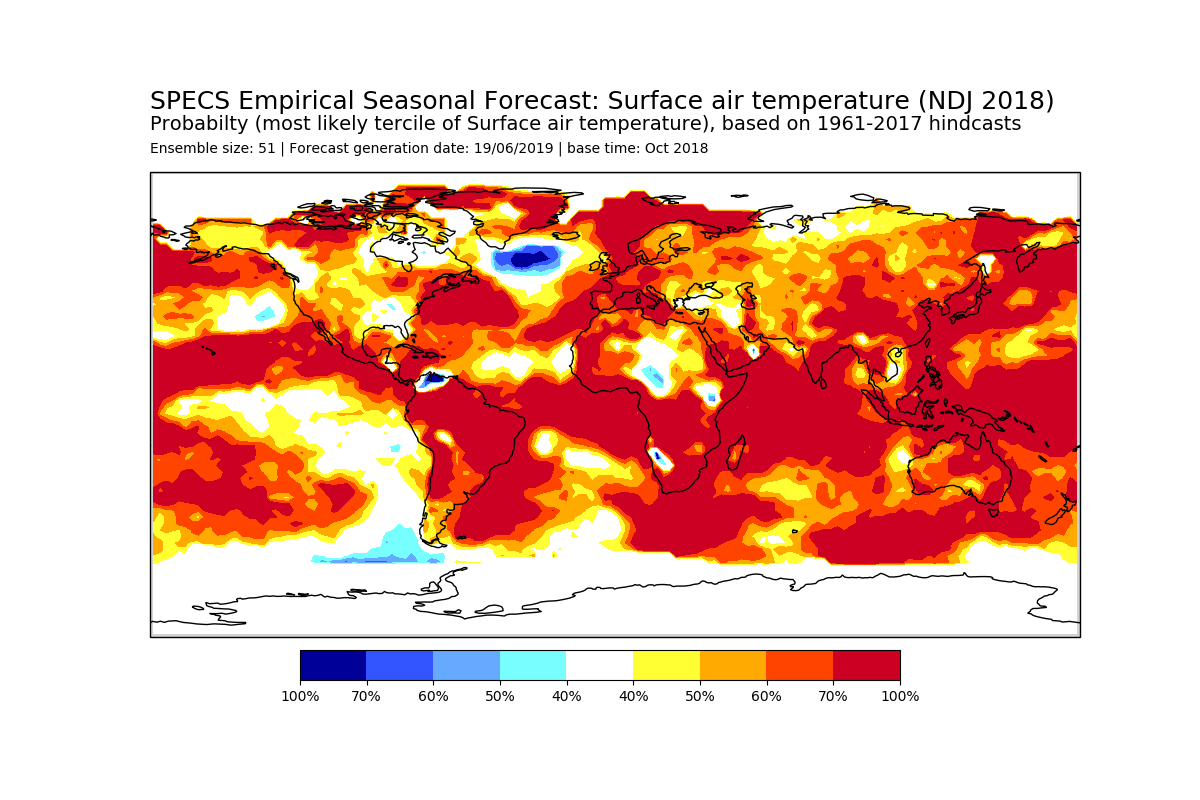 SPECS Empirical Seasonal Forecast: Surface air temperature (NDJ 2018)
Probabilty (most likely tercile of Surface air temperature), based on 1961-2017 hindcasts
Ensemble size: 51 | Forecast generation date: 19/06/2019 | base time: Oct 2018
100% 70% 60% 50% 40% 40% 50% 60% 70% 100%